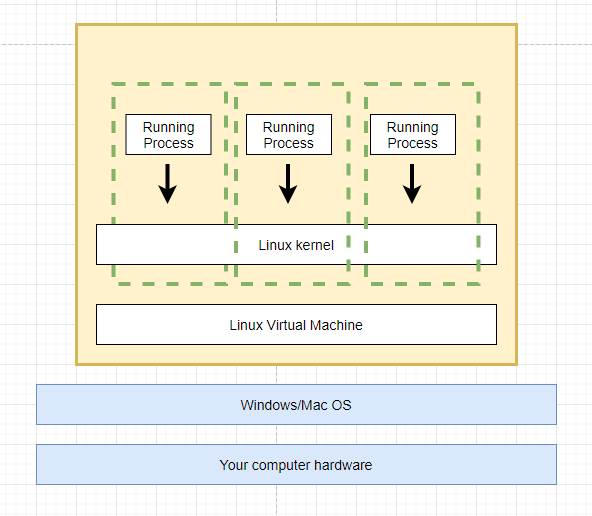 Running Running Running
Process Process Process
Linux kernel
Linux Virtual Machine
Windows/Mac OS
Your computer hardware